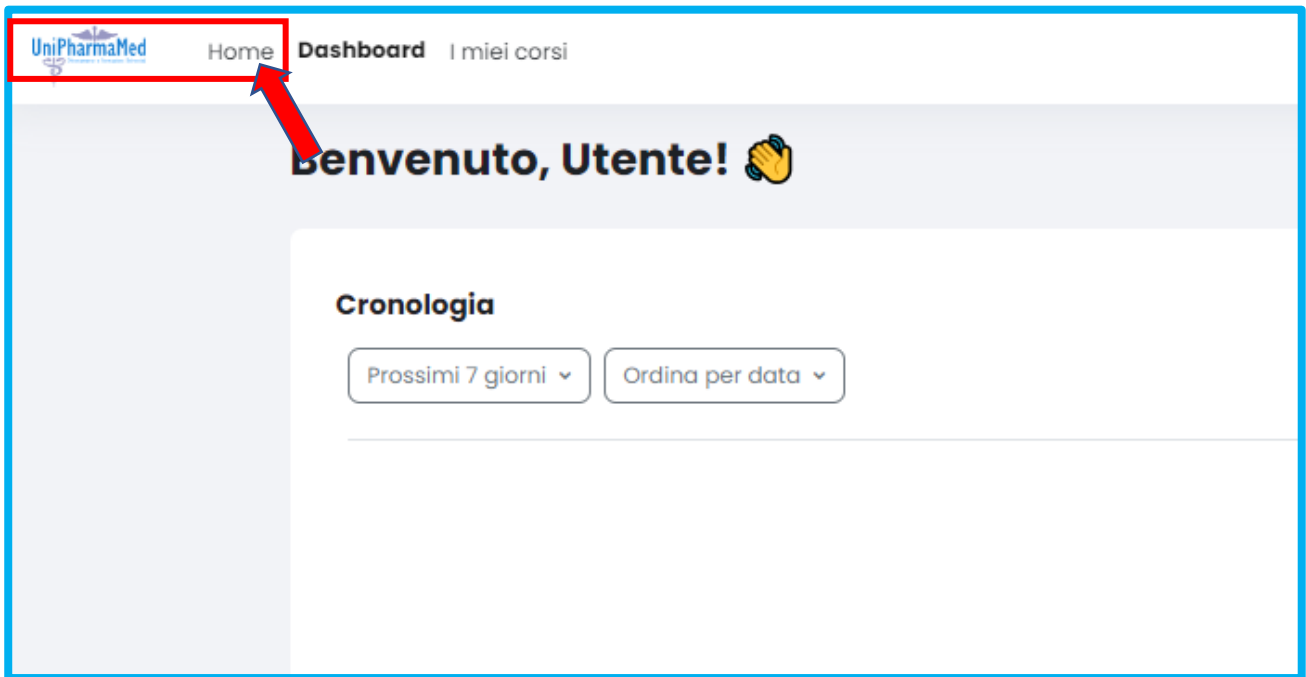 UniPharmaMed
Home Dashboard I miei corsi
Benvenuto, Utente! 👋
Cronologia
Prossimi 7 giorni Ordina per data